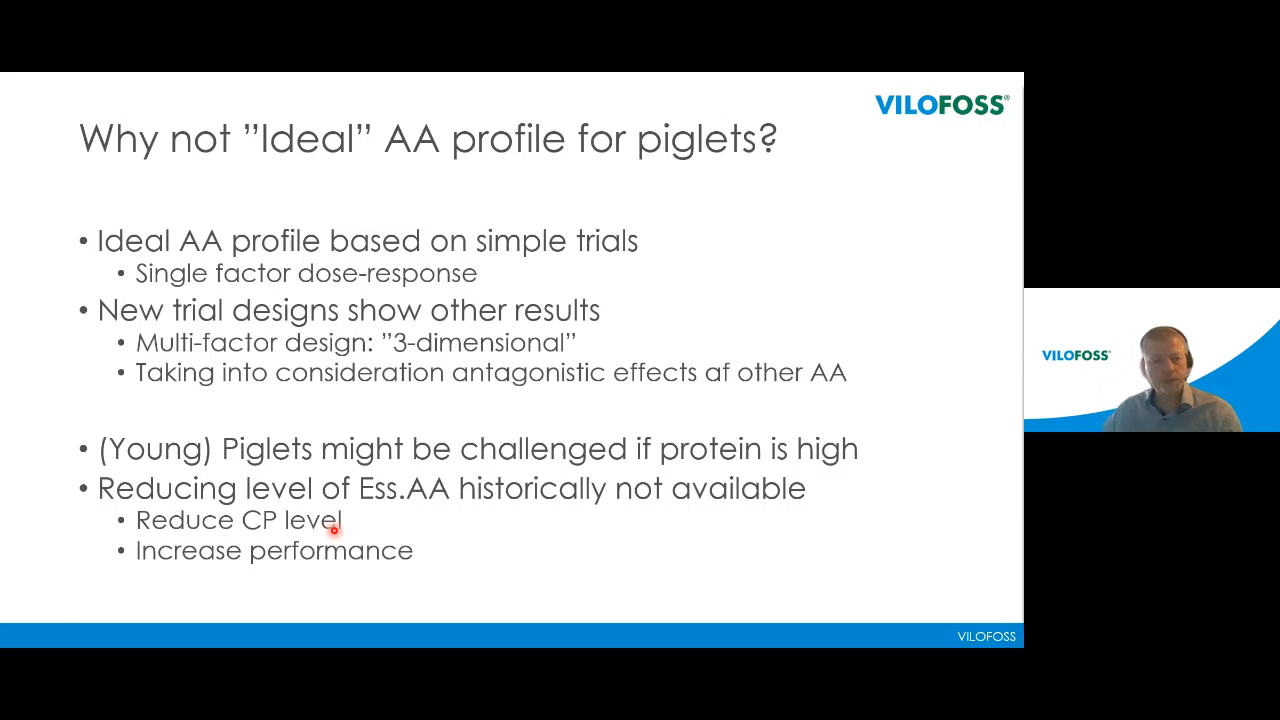 VILOFOSS®
Why not ”Ideal” AA profile for piglets?
• Ideal AA profile based on simple trials
• Single factor dose-response
• New trial designs show other results
• Multi-factor design: ”3-dimensional”
• Taking into consideration antagonistic effects af other AA
• (Young) Piglets might be challenged if protein is high
• Reducing level of Ess.AA historically not available
• Reduce CP level
• Increase performance
VILOFOSS
VILOFOSS®